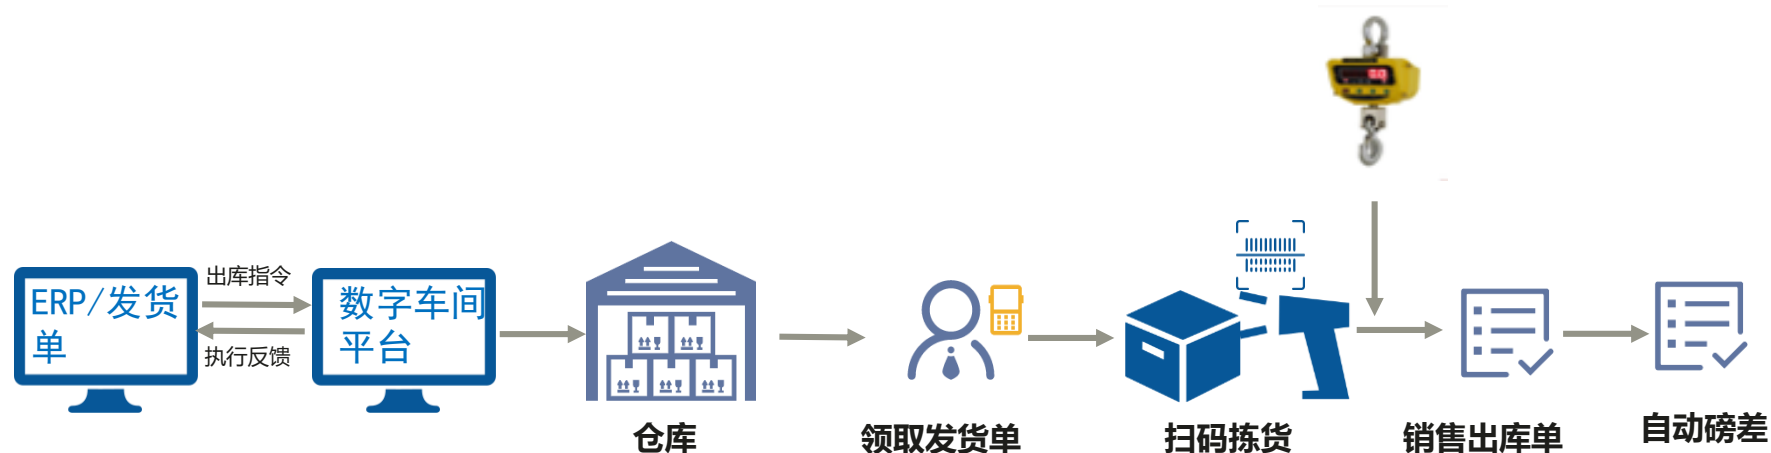 ERP/发货
单
出库指令
执行反馈
数字车间
平台
仓库
领取发货单
扫码拣货
销售出库单
自动磅差